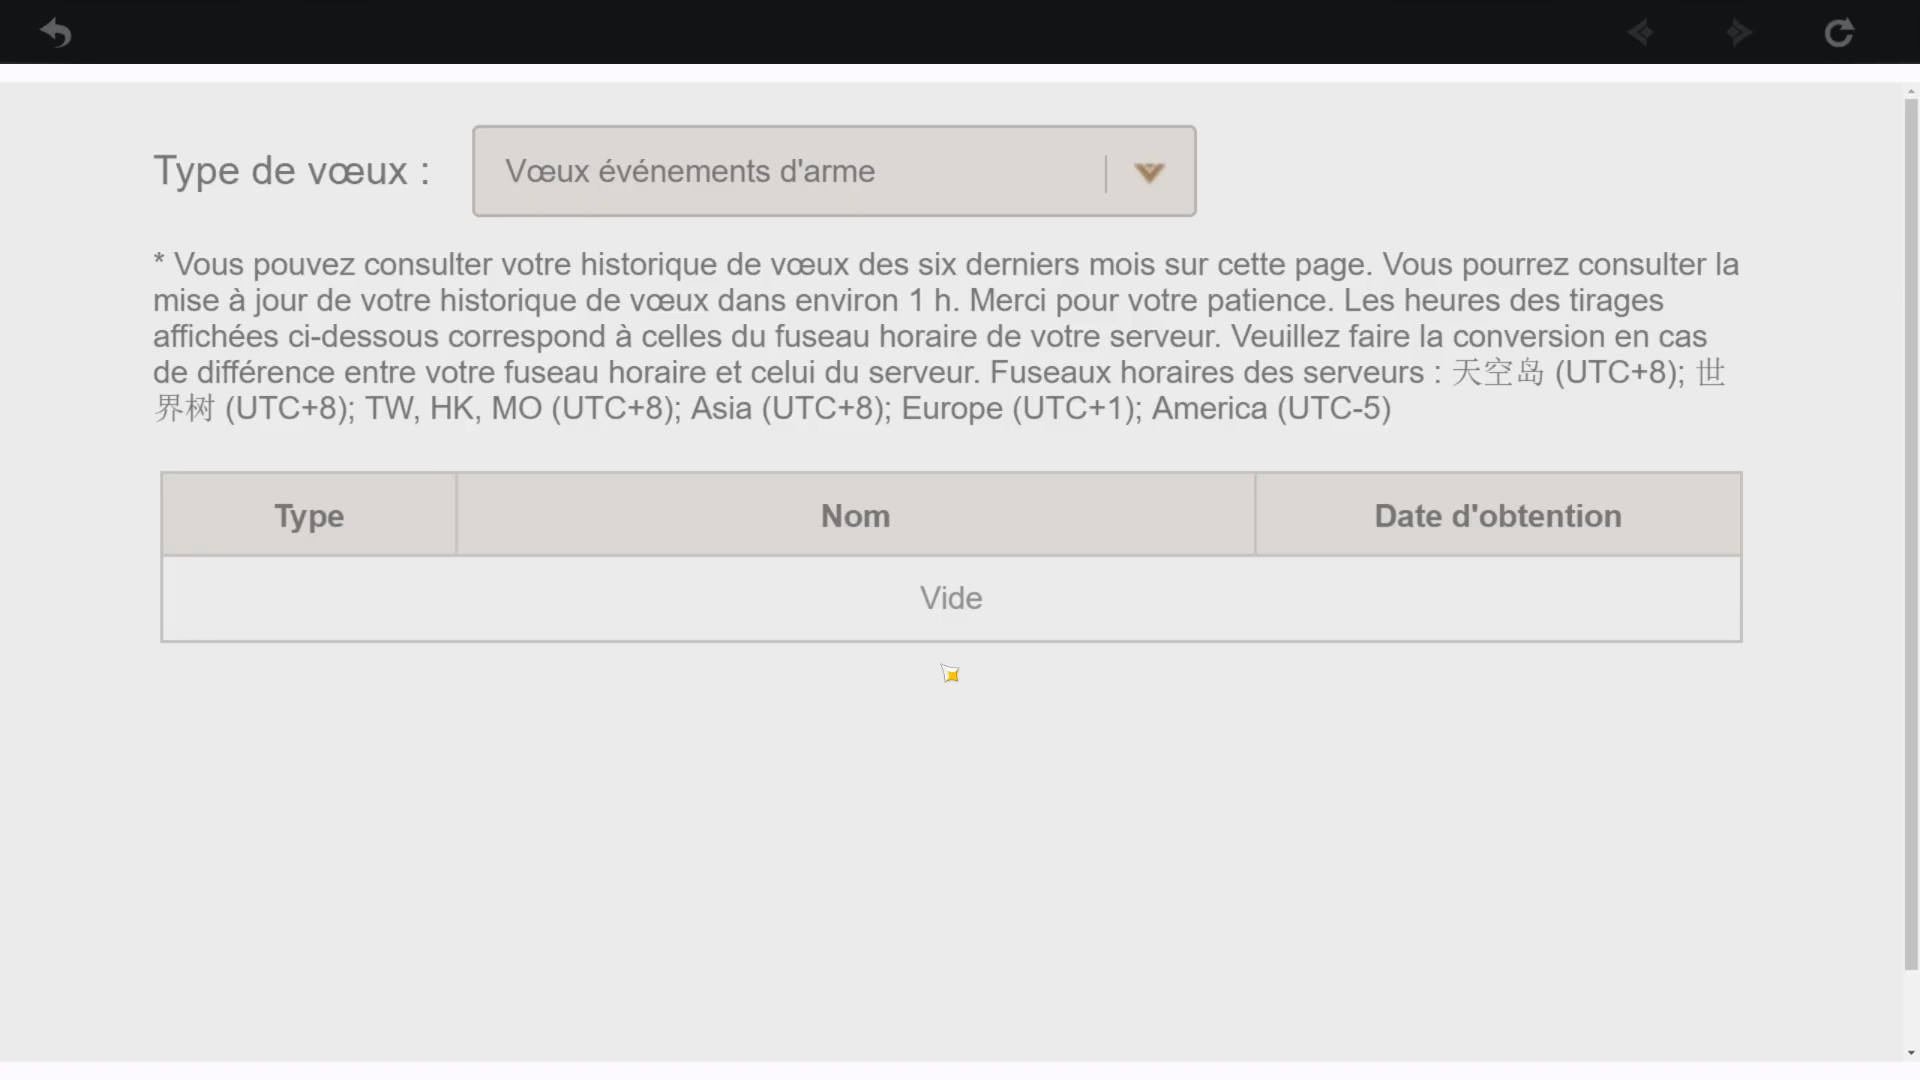 Type de vœux :
Vœux événements d'arme
* Vous pouvez consulter votre historique de vœux des six derniers mois sur cette page. Vous pourrez consulter la
mise à jour de votre historique de vœux dans environ 1 h. Merci pour votre patience. Les heures des tirages
affichées ci-dessous correspond à celles du fuseau horaire de votre serveur. Veuillez faire la conversion en cas
de différence entre votre fuseau horaire et celui du serveur. Fuseaux horaires des serveurs : 天空岛 (UTC+8); 世
界树 (UTC+8); TW, HK, MO (UTC+8); Asia (UTC+8); Europe (UTC+1); America (UTC-5)
Type Nom Date d'obtention
Vide